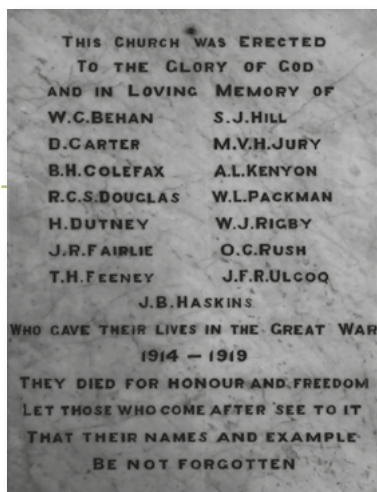 THIS CHURCH WAS ERECTED
TO THE GLORY OF GOD
AND IN LOVING MEMORY OF
W.C.BEHAN S.J.HILL
D.CARTER M.V.H.JURY
B.H.COLEFAX A.L.KENYON
R.C.S.DOUGLAS W.L.PACKMAN
H.DUTNEY W.J.RIGBY
J.R.FAIRLIE O.C.RUSH
T.H.FEENEY J.F.R.ULCOQ
J.B.HASKINS
WHO GAVE THEIR LIVES IN THE GREAT WAR
1914 – 1919
THEY DIED FOR HONOUR AND FREEDOM
LET THOSE WHO COME AFTER SEE TO IT
THAT THEIR NAMES AND EXAMPLE
BE NOT FORGOTTEN